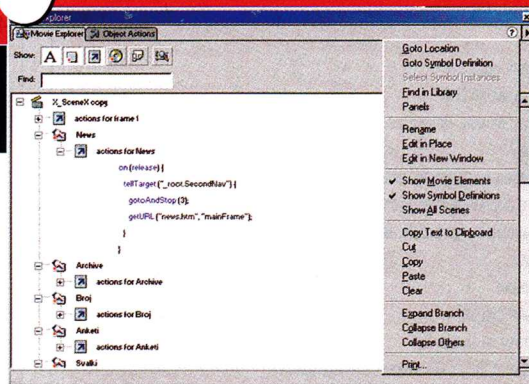 Explorer
Movie Explorer Object Actions
Show: A
Find:
X_SceneX copy
actions for frame 1
News
actions for News
on (release) {
tellTarget ("_root.SecondNav") {
gotoAndStop (3);
getURL ("news.htm", "mainFrame");
}
}
Archive
actions for Archive
Broj
actions for Broj
Anketi
actions for Anketi
Svalki
Goto Location
Goto Symbol Definition
Select Symbol Instances
Find in Library
Panels
Rename
Edit in Place
Edit in New Window
Show Movie Elements
Show Symbol Definitions
Show All Scenes
Copy Text to Clipboard
Cut
Copy
Paste
Clear
Expand Branch
Collapse Branch
Collapse Others
Print...